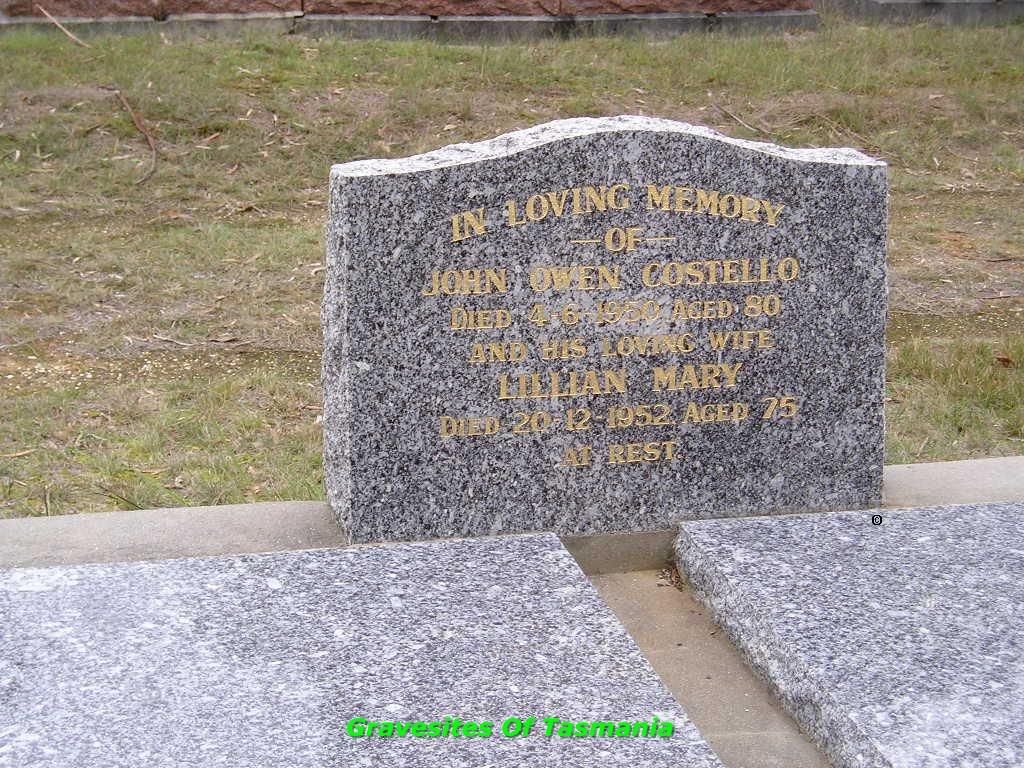 IN LOVING MEMORY
—OF—
JOHN OWEN COSTELLO
DIED 4-6-1950 AGED 80
AND HIS LOVING WIFE
LILLIAN MARY
DIED 20-12-1952, AGED 75
AT REST.
Gravesites Of Tasmania